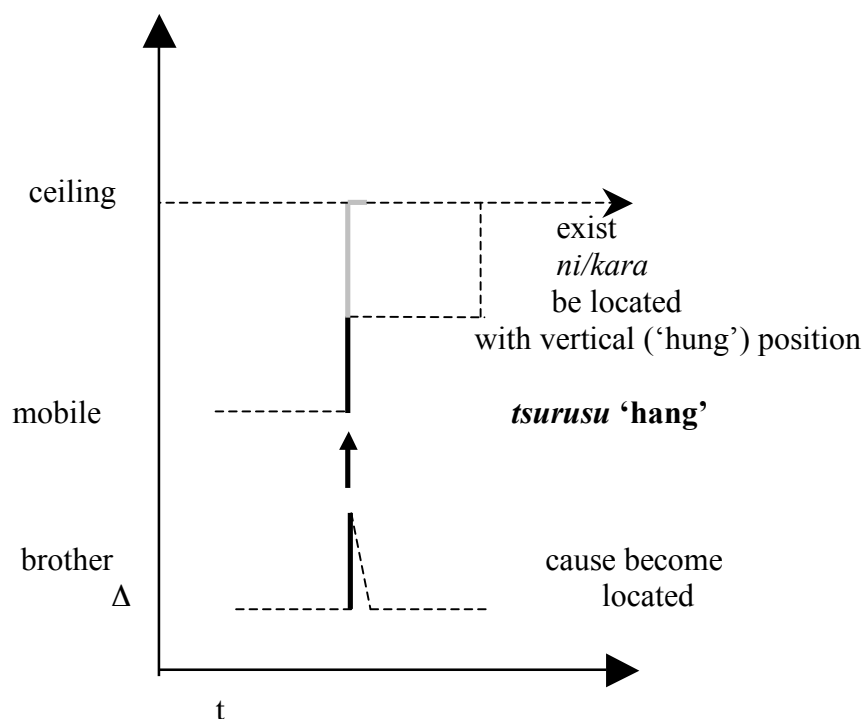 ceiling
exist
ni/kara
be located
with vertical (‘hung’) position
mobile
tsurusu ‘hang’
brother
cause become
Δ
located
t